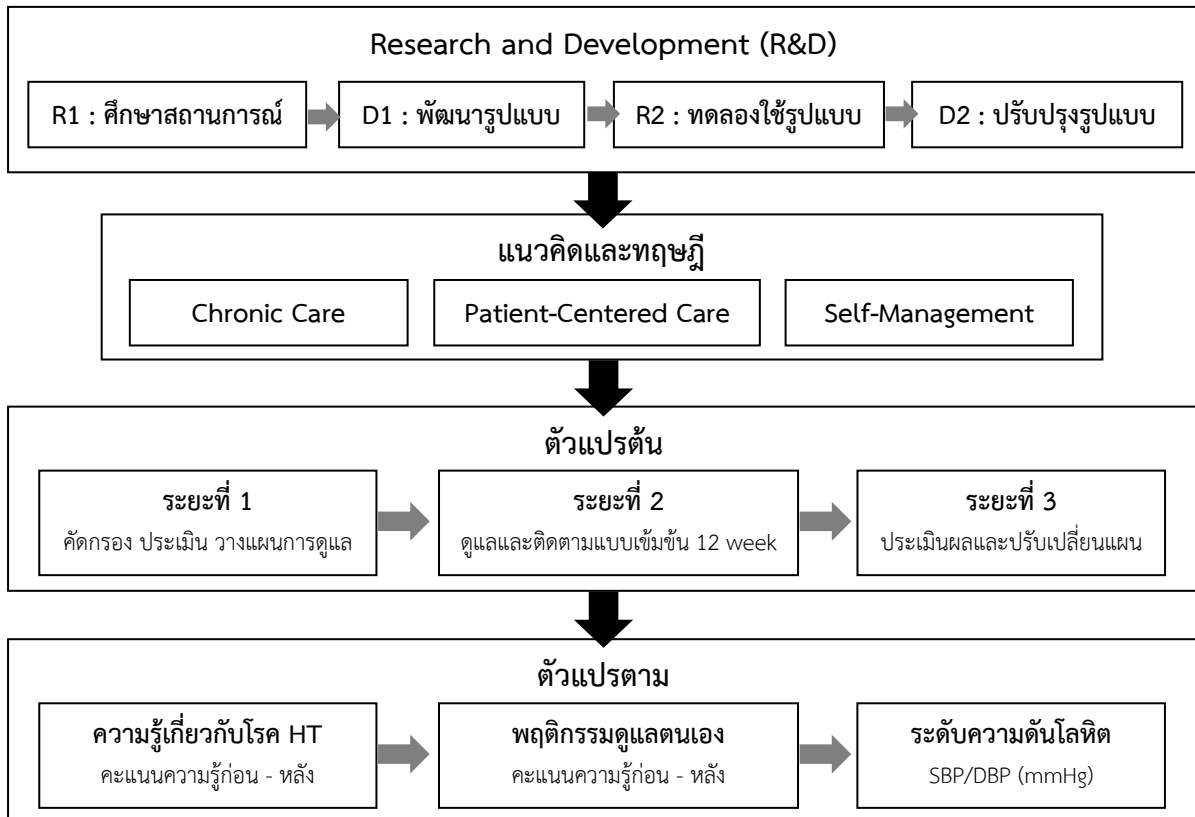 Research and Development (R&D)
R1 : ศึกษาสถานการณ์
D1 : พัฒนารูปแบบ
R2 : ทดลองใช้รูปแบบ
D2 : ปรับปรุงรูปแบบ
แนวคิดและทฤษฎี
Chronic Care
Patient-Centered Care
Self-Management
ตัวแปรต้น
ระยะที่ 1
คัดกรอง ประเมิน วางแผนการดูแล
ระยะที่ 2
ดูแลและติดตามแบบเข้มข้น 12 week
ระยะที่ 3
ประเมินผลและปรับเปลี่ยนแผน
ตัวแปรตาม
ความรู้เกี่ยวกับโรค HT
คะแนนความรู้ก่อน - หลัง
พฤติกรรมดูแลตนเอง
คะแนนความรู้ก่อน - หลัง
ระดับความดันโลหิต
SBP/DBP (mmHg)